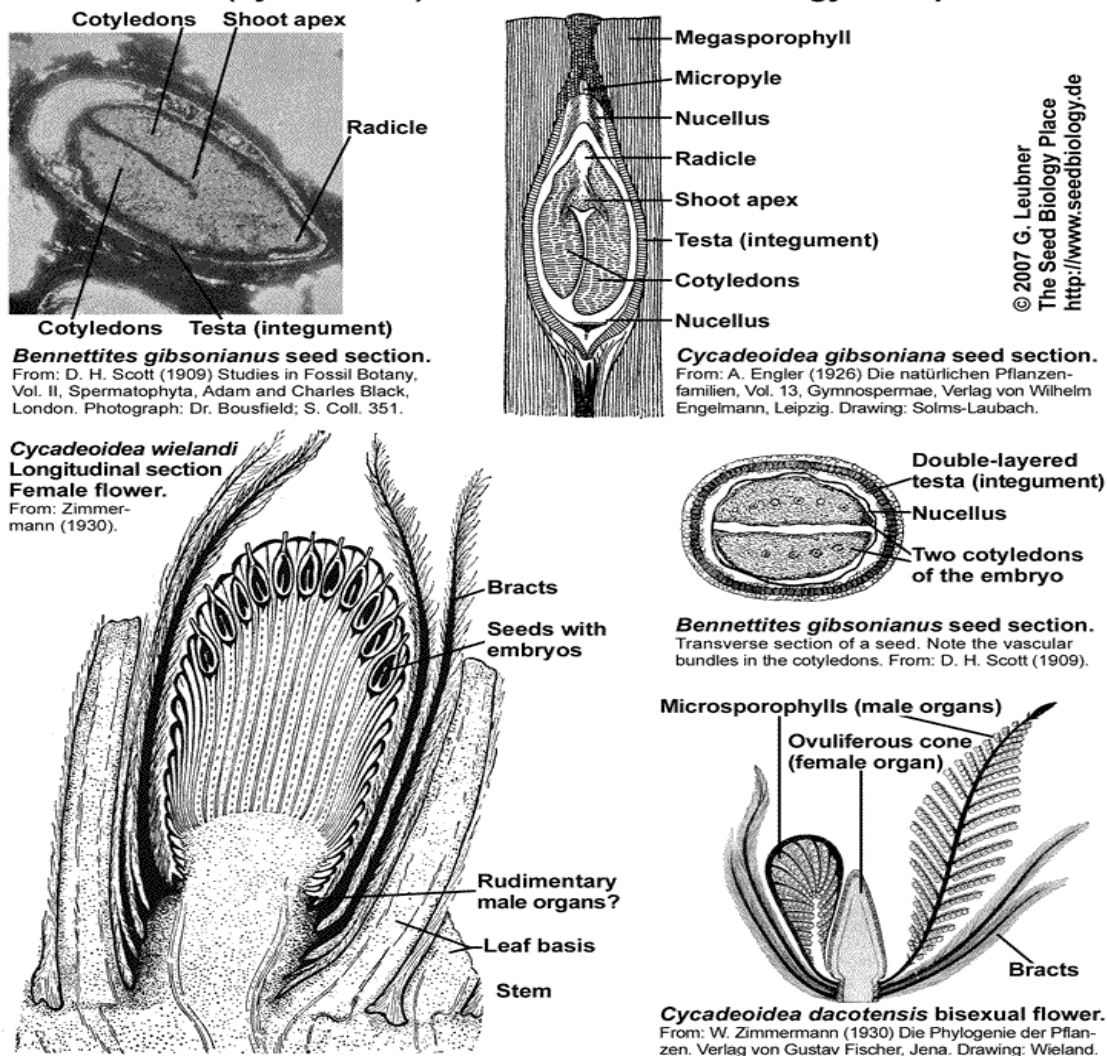 Cotyledons Shoot apex
Radicle
Cotyledons Testa (integument)
Bennettites gibsonianus seed section.
From: D. H. Scott (1909) Studies in Fossil Botany,
Vol. II, Spermatophyta, Adam and Charles Black,
London. Photograph: Dr. Bousfield; S. Coll. 351.
Megasporophyll
Micropyle
Nucellus
Radicle
Shoot apex
Testa (integument)
Cotyledons
Nucellus
Cycadeoidea gibsoniana seed section.
From: A. Engler (1926) Die natürlichen Pflanzen-
familien, Vol. 13, Gymnospermae, Verlag von Wilhelm
Engelmann, Leipzig. Drawing: Solms-Laubach.
© 2007 G. Leubner
The Seed Biology Place
http://www.seedbiology.de
Cycadeoidea wielandi
Longitudinal section
Female flower.
From: Zimmer-
mann (1930).
Bracts
Seeds with
embryos
Rudimentary
male organs?
Leaf basis
Stem
Double-layered
testa (integument)
Nucellus
Two cotyledons
of the embryo
Bennettites gibsonianus seed section.
Transverse section of a seed. Note the vascular
bundles in the cotyledons. From: D. H. Scott (1909).
Microsporophylls (male organs)
Ovuliferous cone
(female organ)
Bracts
Cycadeoidea dacotensis bisexual flower.
From: W. Zimmermann (1930) Die Phylogenie der Pflan-
zen. Verlag von Gustav Fischer, Jena. Drawing: Wieland.